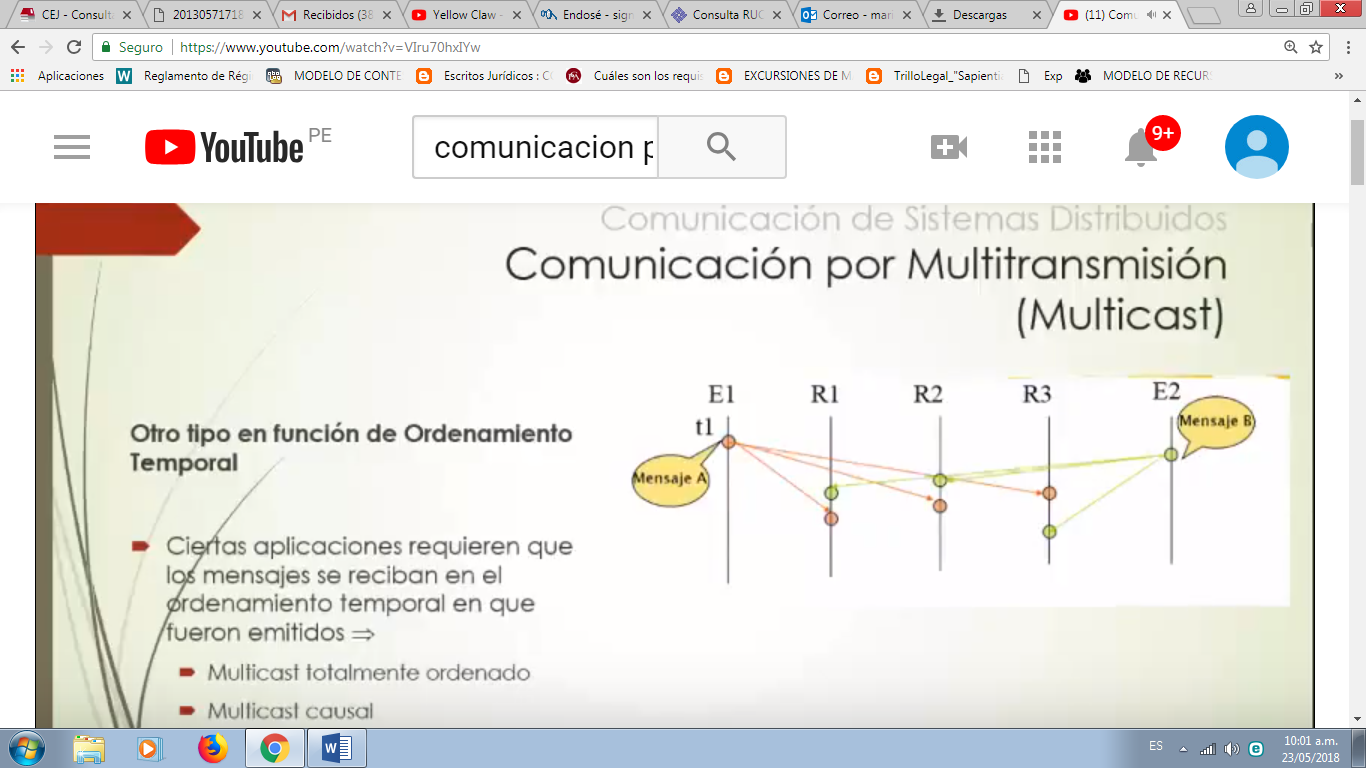 CEJ - Consult
20130571718
Recibidos (38
Yellow Claw -
Endosé - sign
Consulta RUC
Correo - mar
Descargas
(11) Comu
Seguro https://www.youtube.com/watch?v=VIru70hxIYw
Aplicaciones
Reglamento de Régi
MODELO DE CONTE
Escritos Jurídicos : CO
Cuáles son los requis
EXCURSIONES DE M
TrilloLegal_"Sapienti
Exp
MODELO DE RECUR
»
YouTube PE
comunicacion p
9+
Comunicación de Sistemas Distribuidos
Comunicación por Multitransmisión
(Multicast)
E1 R1 R2 R3 E2
t1
Mensaje A
Mensaje B
Otro tipo en función de Ordenamiento
Temporal
Ciertas aplicaciones requieren que
los mensajes se reciban en el
ordenamiento temporal en que
fueron emitidos ⇒
Multicast totalmente ordenado
Multicast causal
ES
10:01 a.m.
23/05/2018